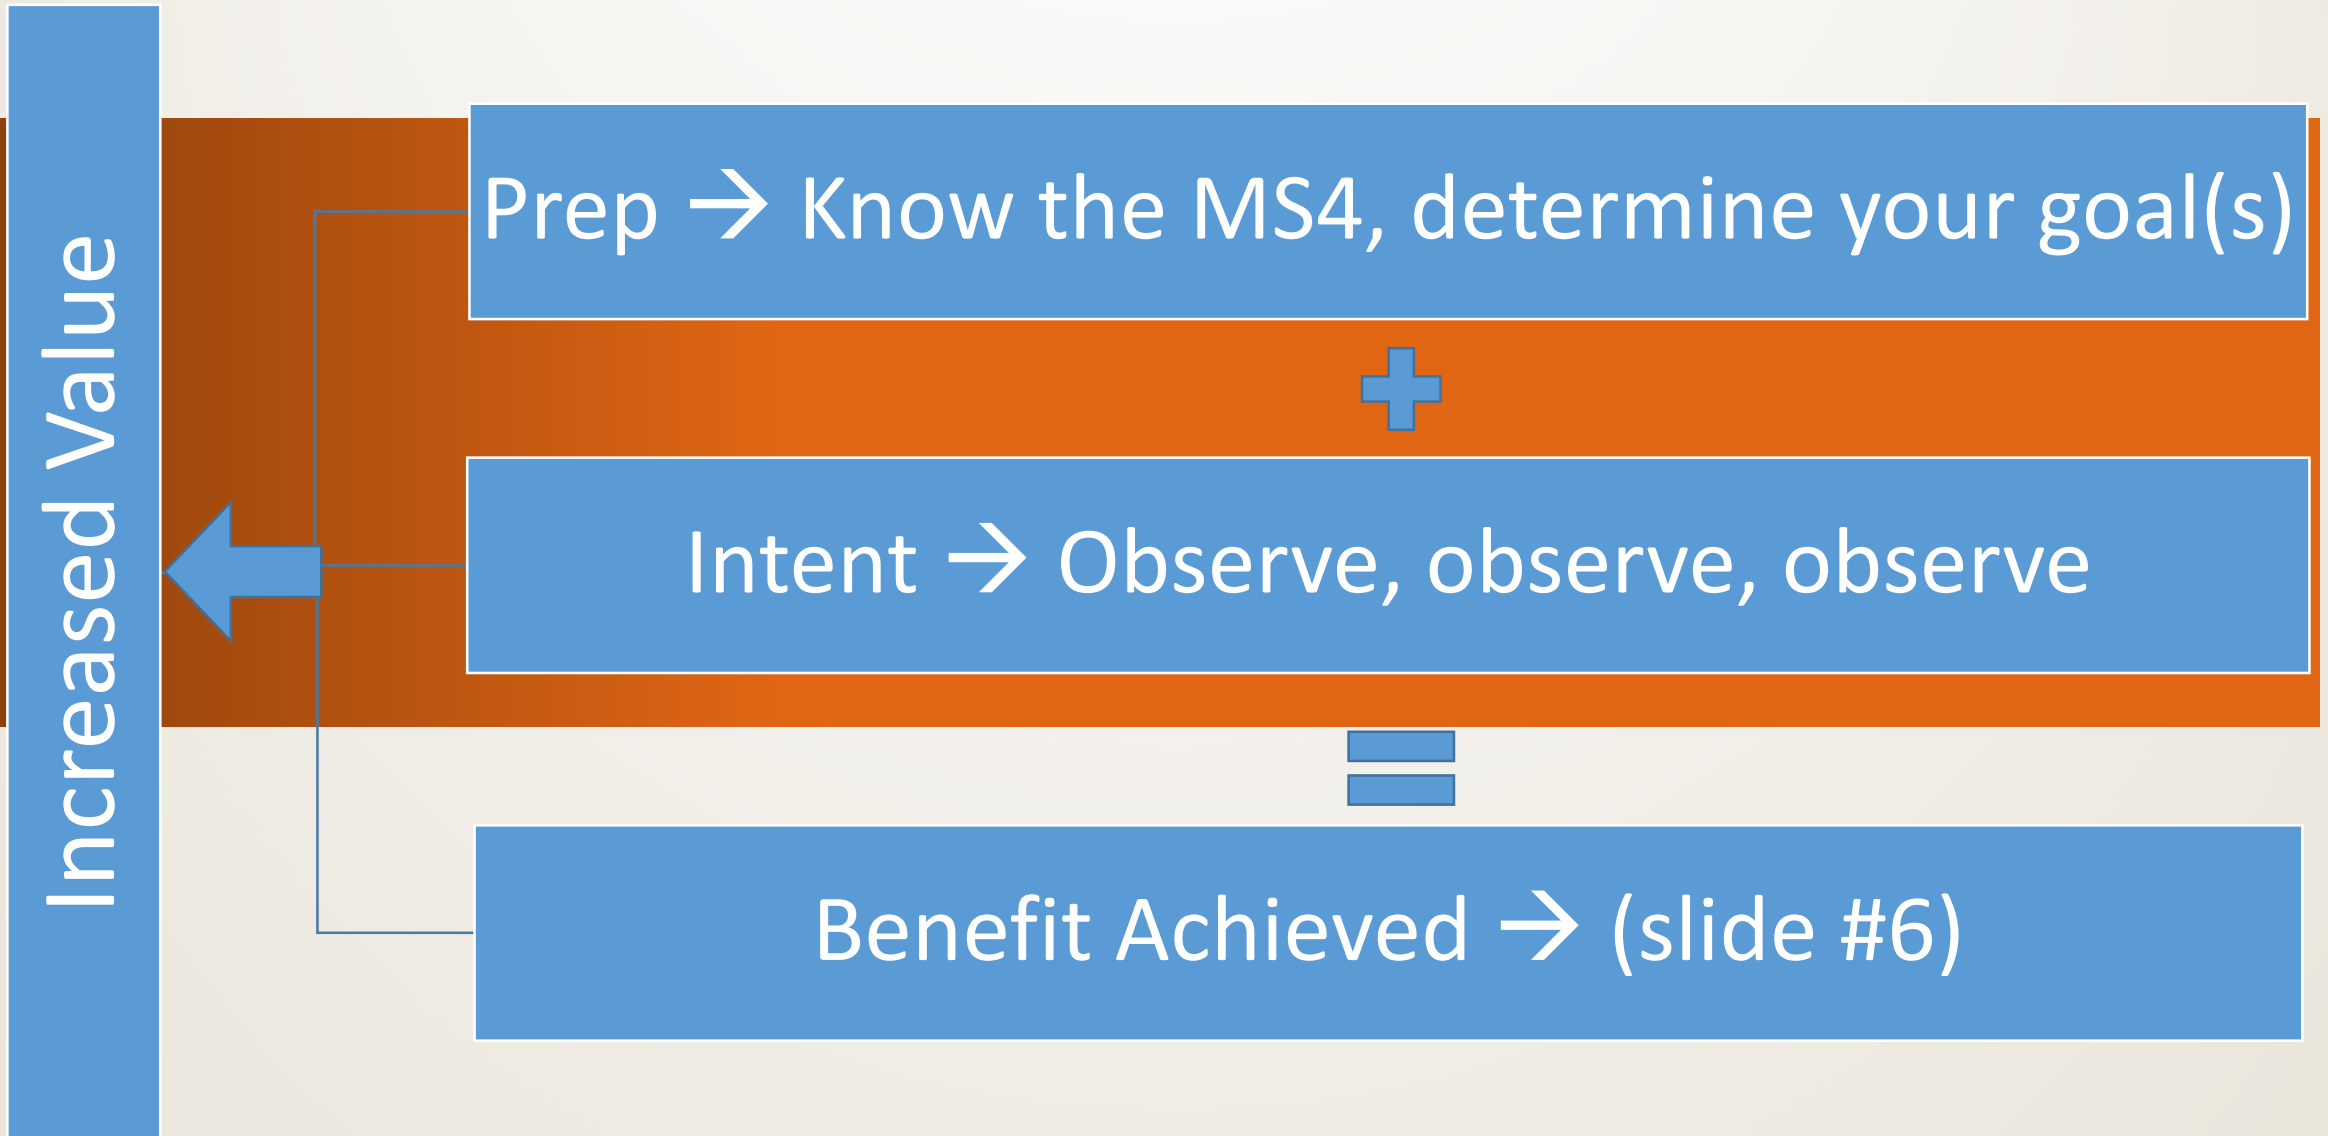 Increased Value
Prep → Know the MS4, determine your goal(s)
Intent → Observe, observe, observe
Benefit Achieved → (slide #6)